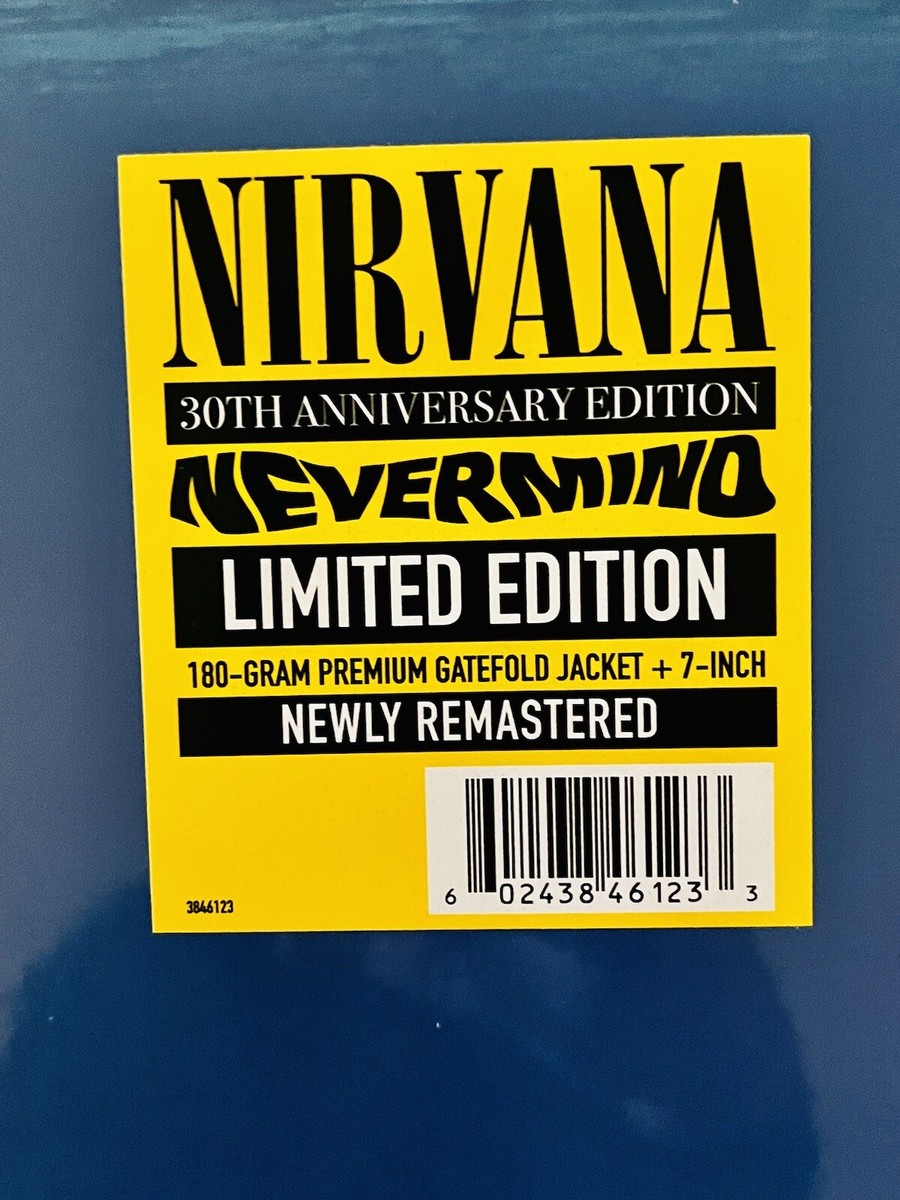 NIRVANA
30TH ANNIVERSARY EDITION
NEVERMIND
LIMITED EDITION
180-GRAM PREMIUM GATEFOLD JACKET + 7-INCH
NEWLY REMASTERED
6 02438 46123 3
3846123